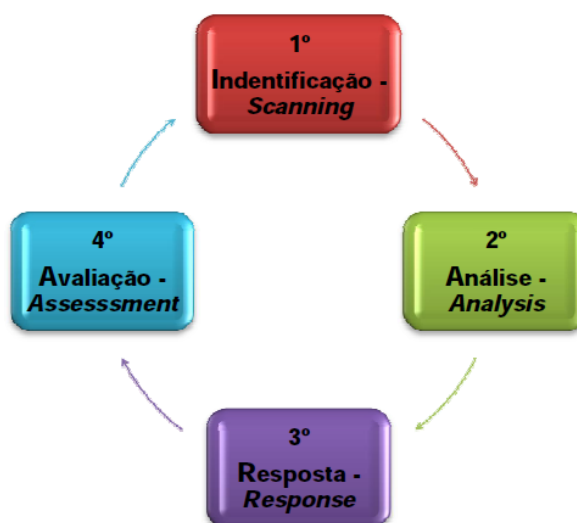 1º
Indentificação -
Scanning
2º
Análise -
Analysis
3º
Resposta -
Response
4º
Avaliação -
Assesssment